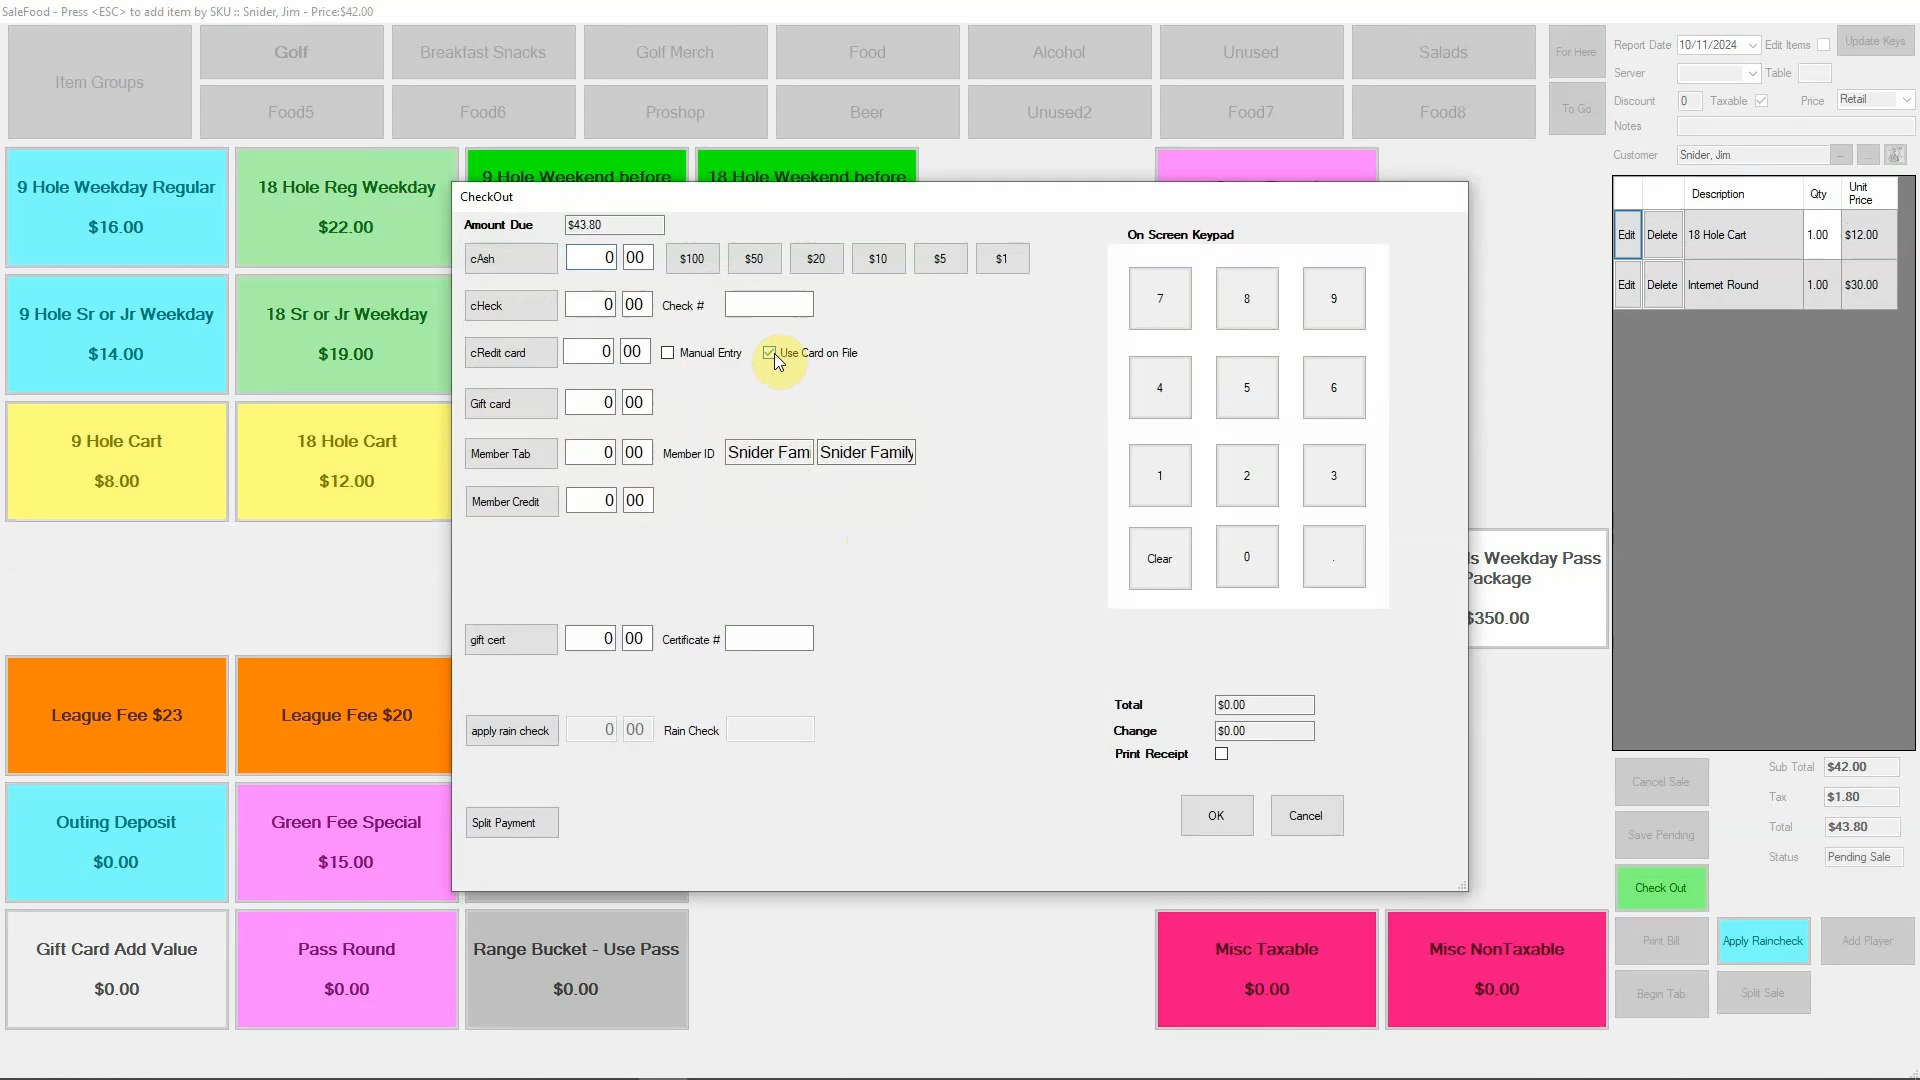 SaleFood - Press <ESC> to add item by SKU :: Snider, Jim - Price:$42.00
Item Groups
Golf
Breakfast Snacks
Golf Merch
Food
Alcohol
Unused
Salads
Food5
Food6
Proshop
Beer
Unused2
Food7
Food8
For Here
To Go
Report Date
10/11/2024
Edit Items
Update Keys
Server
Table
Discount
0
Taxable
Price
Retail
Notes
Customer
Snider, Jim
...
9 Hole Weekday Regular
$16.00
18 Hole Reg Weekday
$22.00
9 Hole Weekend before
18 Hole Weekend before
9 Hole Sr or Jr Weekday
$14.00
18 Sr or Jr Weekday
$19.00
9 Hole Cart
$8.00
18 Hole Cart
$12.00
League Fee $23
League Fee $20
Outing Deposit
$0.00
Green Fee Special
$15.00
Gift Card Add Value
$0.00
Pass Round
$0.00
Range Bucket - Use Pass
$0.00
Misc Taxable
$0.00
Misc NonTaxable
$0.00
ls Weekday Pass
Package
$350.00
CheckOut
Amount Due
$43.80
cAsh
0
00
$100
$50
$20
$10
$5
$1
cHeck
0
00
Check #
cRedit card
0
00
Manual Entry
Use Card on File
Gift card
0
00
Member Tab
0
00
Member ID
Snider Fami
Snider Family
Member Credit
0
00
gift cert
0
00
Certificate #
apply rain check
0
00
Rain Check
Split Payment
On Screen Keypad
7
8
9
4
5
6
1
2
3
Clear
0
.
Total
$0.00
Change
$0.00
Print Receipt
OK
Cancel
Description
Qty
Unit
Price
Edit
Delete
18 Hole Cart
1.00
$12.00
Edit
Delete
Internet Round
1.00
$30.00
Cancel Sale
Sub Total
$42.00
Tax
$1.80
Save Pending
Total
$43.80
Status
Pending Sale
Check Out
Print Bill
Apply Raincheck
Add Player
Begin Tab
Split Sale